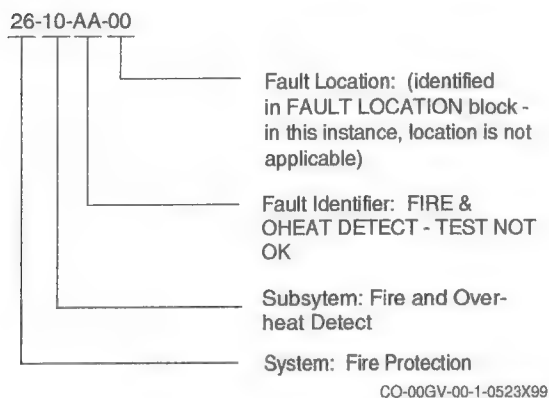 26-10-AA-00
Fault Location: (identified
in FAULT LOCATION block -
in this instance, location is not
applicable)
Fault Identifier: FIRE &
OHEAT DETECT - TEST NOT
OK
Subsytem: Fire and Over-
heat Detect
System: Fire Protection
CO-00GV-00-1-0523X99